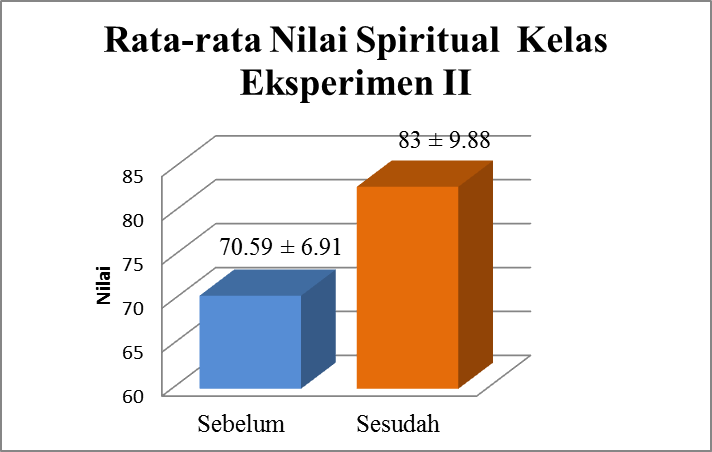 Rata-rata Nilai Spiritual Kelas
Eksperimen II
83 ± 9.88
85
80
70.59 ± 6.91
75
Nilai
70
65
60
Sebelum
Sesudah